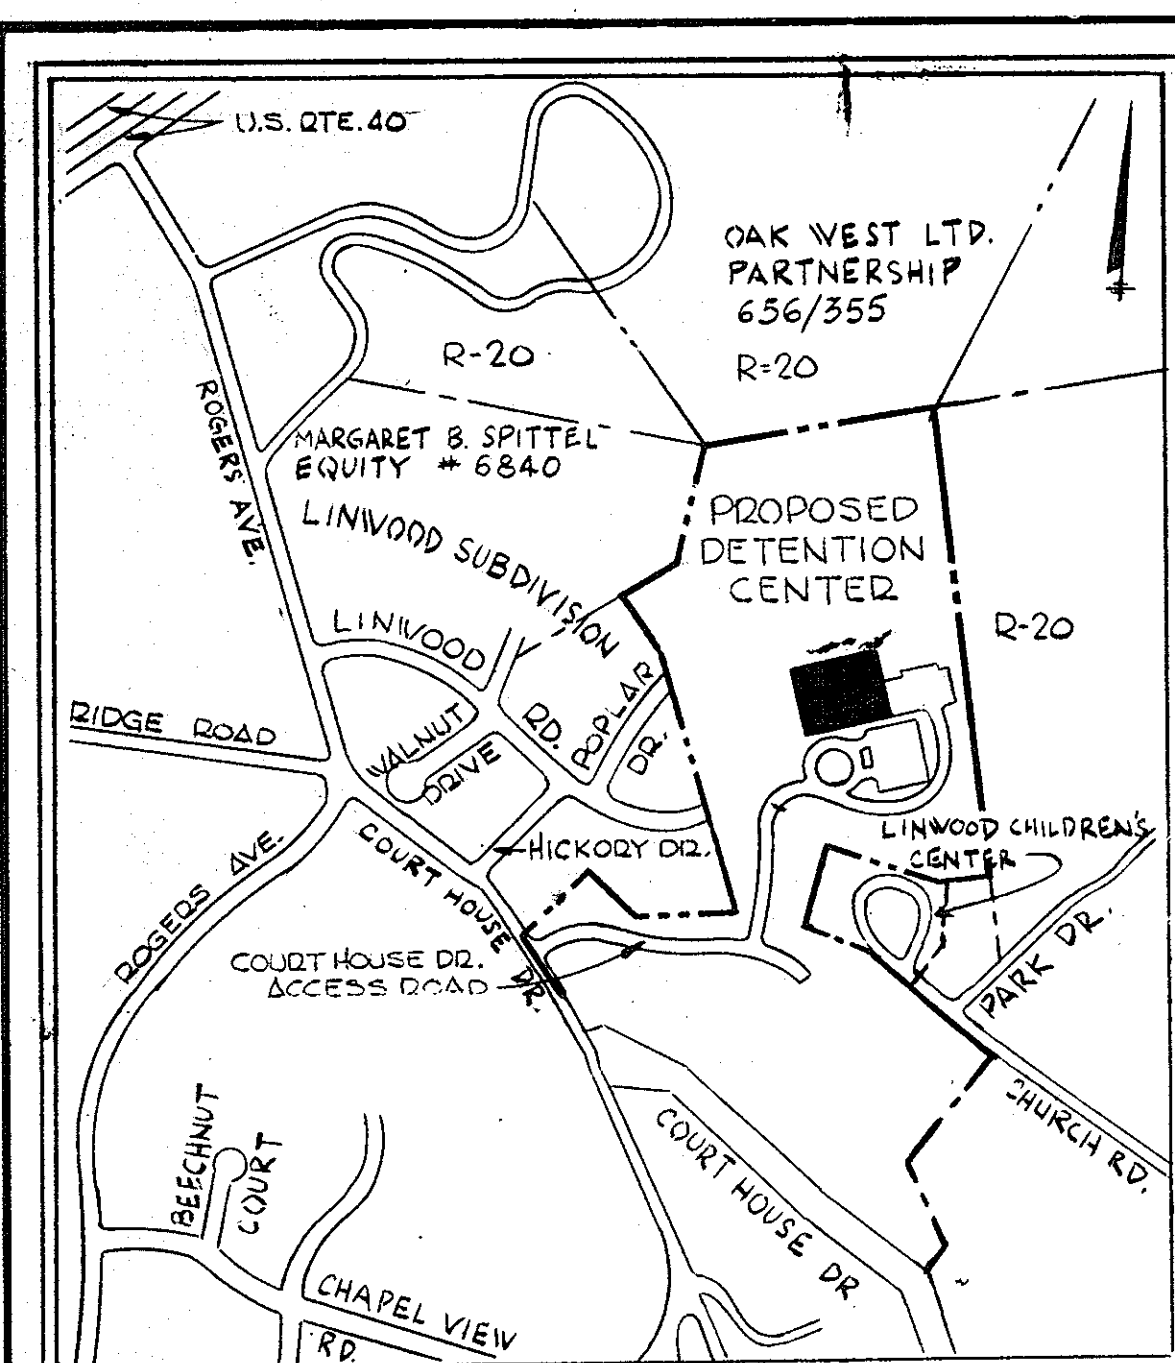 U.S. RTE. 40
OAK WEST LTD.
PARTNERSHIP
656/355
R-20
R=20
ROGERS AVE.
MARGARET B. SPITTEL
EQUITY # 6840
LINWOOD SUBDIVISION
PROPOSED
DETENTION
CENTER
R-20
LINWOOD
RD.
POPLAR
DR.
RIDGE ROAD
WALNUT
DRIVE
HICKORY DR.
LINWOOD CHILDREN'S
CENTER
COURT HOUSE DR.
ROGERS AVE.
COURT HOUSE DR.
ACCESS ROAD
PARK DR.
CHURCH RD.
COURT HOUSE DR
BEECHNUT
COURT
CHAPEL VIEW
RD.